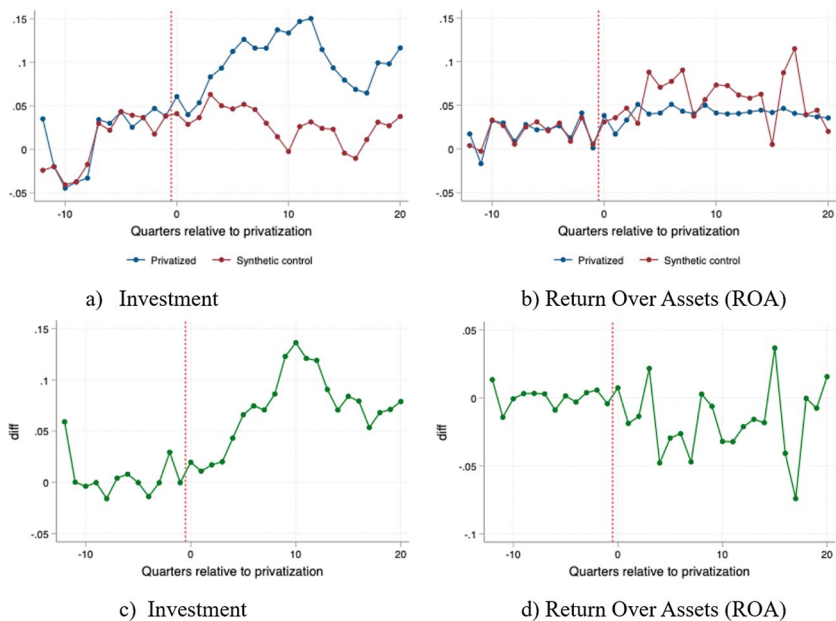 .15
.1
.05
0
-.05
-10
0
10
20
Quarters relative to privatization
Privatized
Synthetic control
a) Investment
.15
.1
.05
0
-.05
-10
0
10
20
Quarters relative to privatization
Privatized
Synthetic control
b) Return Over Assets (ROA)
.15
.1
.05
0
-.05
diff
-10
0
10
20
Quarters relative to privatization
c) Investment
.05
0
-.05
-.1
diff
-10
0
10
20
Quarters relative to privatization
d) Return Over Assets (ROA)